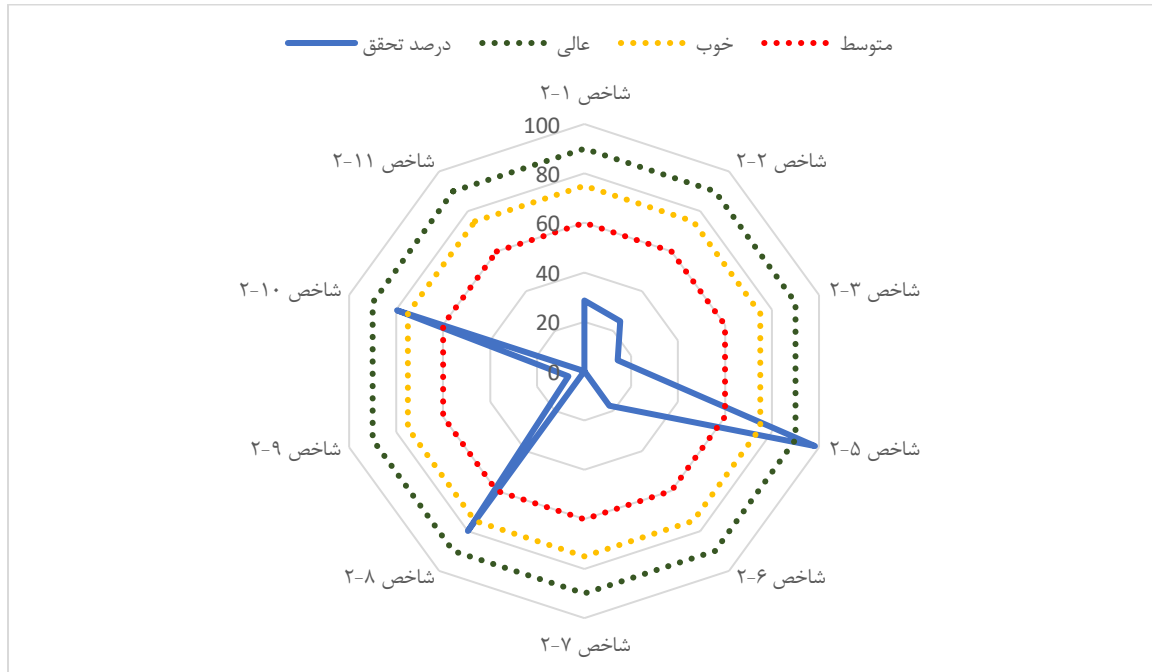 درصد تحقق عالی خوب متوسط
شاخص ۲-۱
شاخص ۲-۲
شاخص ۲-۳
شاخص ۲-۵
شاخص ۲-۶
شاخص ۲-۷
شاخص ۲-۸
شاخص ۲-۹
شاخص ۲-۱۰
شاخص ۲-۱۱
100
80
60
40
20
0